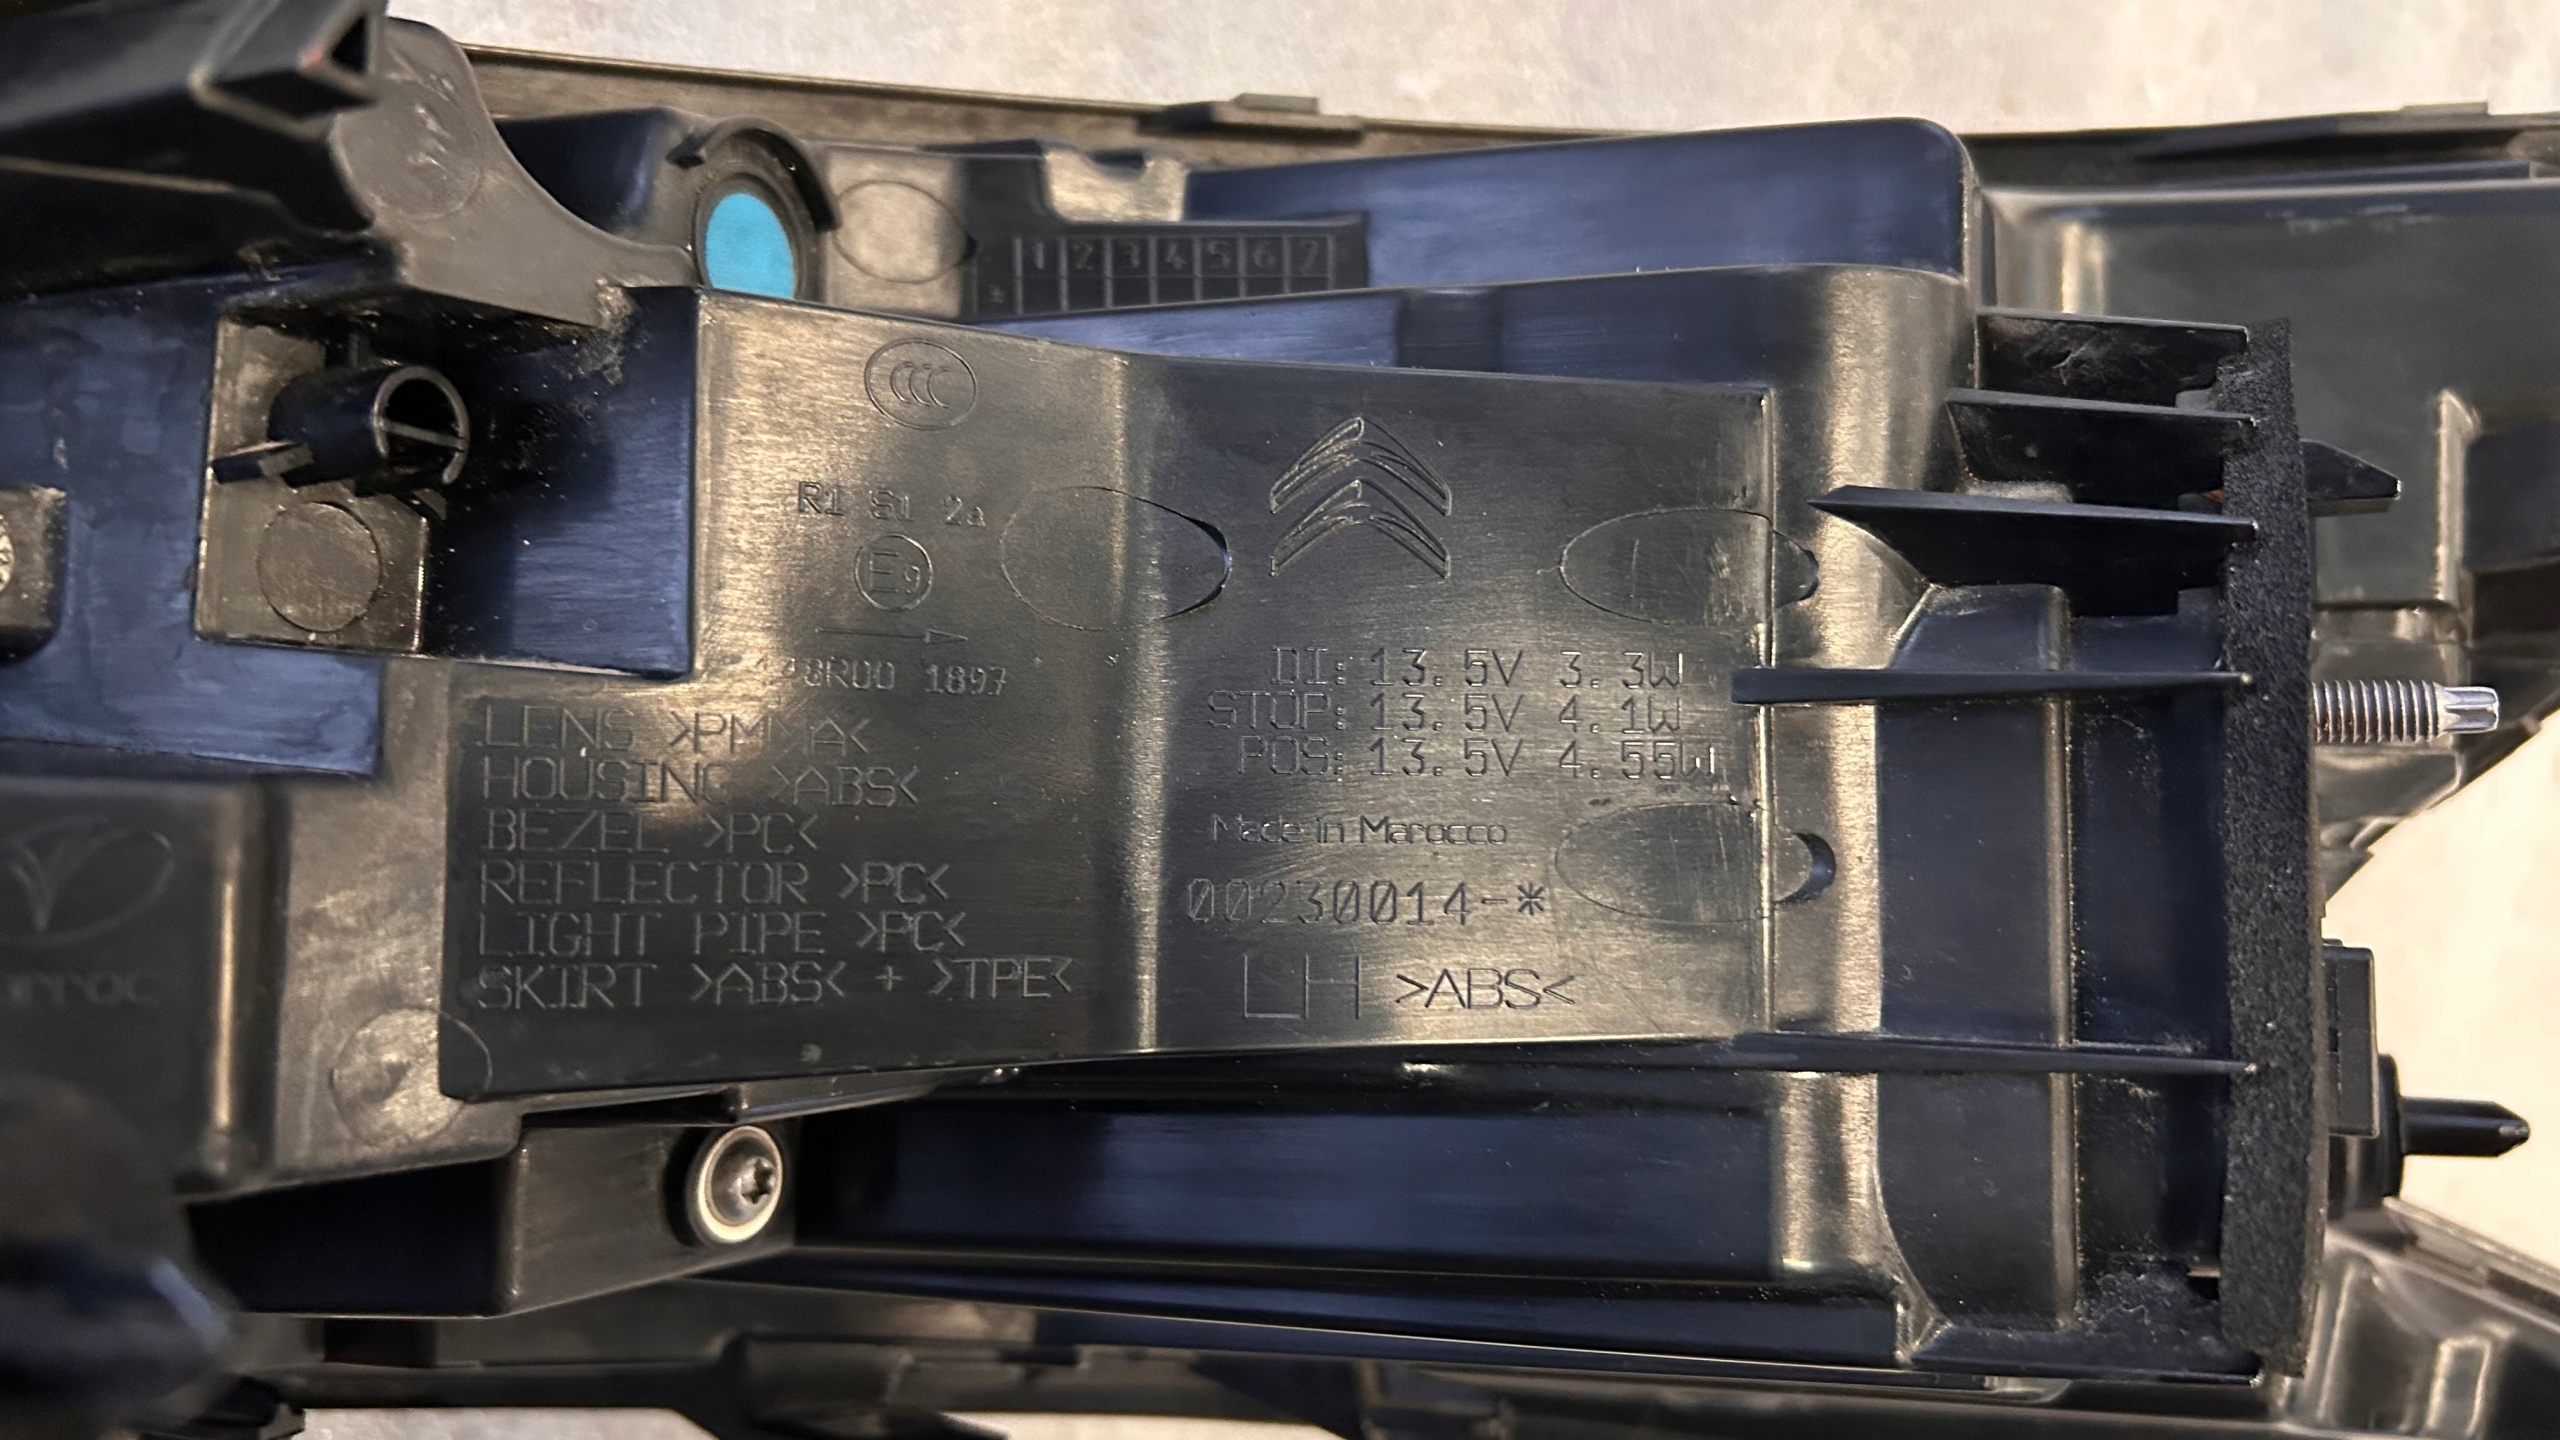 1 2 3 4 5 6 7
CCC
R1 S1 2a
E9
148R00 1897
LENS >PMMA<
HOUSING >ABS<
BEZEL >PC<
REFLECTOR >PC<
LIGHT PIPE >PC<
SKIRT >ABS< + >TPE<
DI: 13.5V 3.3W
STOP: 13.5V 4.1W
POS: 13.5V 4.55W
Made in Marocco
00230014-*
LH >ABS<